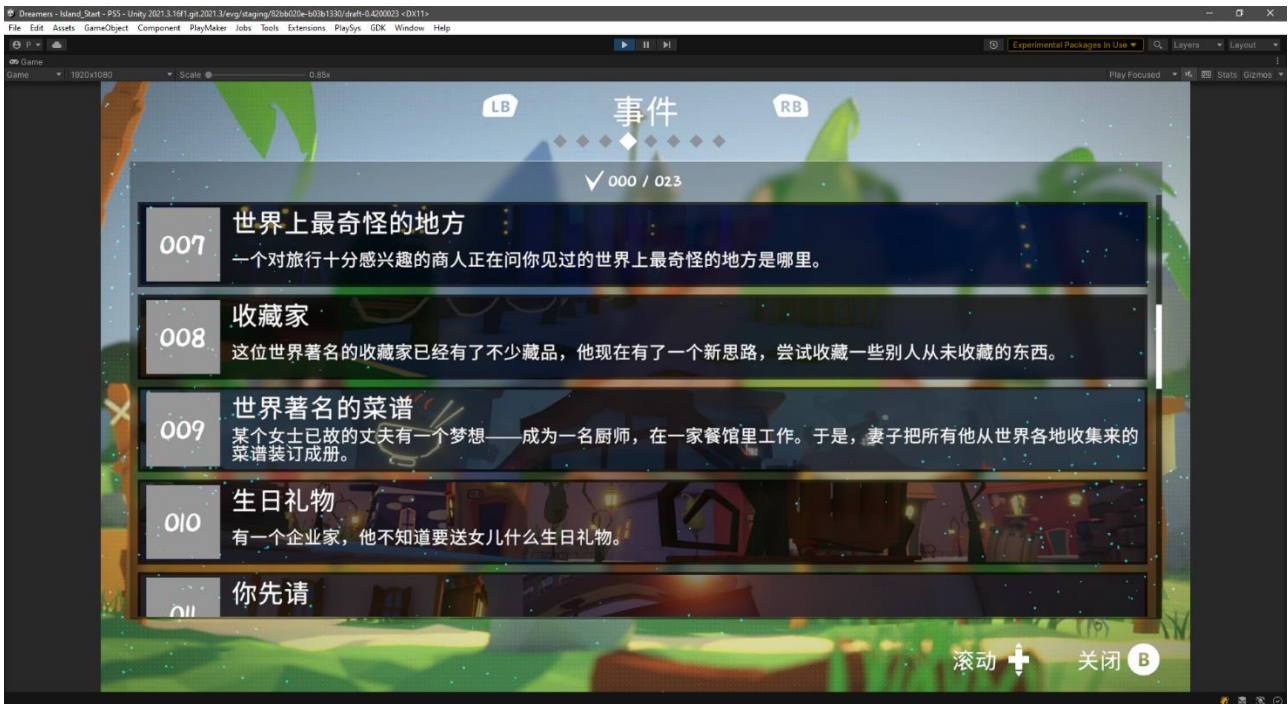 Dreamers - Island_Start - PS5 - Unity 2021.3.16f1.git.2021.3/evg/staging/82bb020e-b03b1330/draft-0.4200023 <DX11>
File Edit Assets GameObject Component PlayMaker Jobs Tools Extensions PlaySys GDK Window Help
P Experimental Packages In Use Layers Layout
Game
Game 1920x1080 Scale 0.85x Play Focused Stats Gizmos
LB 事件 RB
000 / 023
007 世界上最奇怪的地方
一个对旅行十分感兴趣的商人正在问你见过的世界上最奇怪的地方是哪里。
008 收藏家
这位世界著名的收藏家已经有了不少藏品，他现在有了一个新思路，尝试收藏一些别人从未收藏的东西。
009 世界著名的菜谱
某个女士已故的丈夫有一个梦想——成为一名厨师，在一家餐馆里工作。于是，妻子把所有他从世界各地收集来的
菜谱装订成册。
010 生日礼物
有一个企业家，他不知道要送女儿什么生日礼物。
011 你先请
滚动 关闭 B